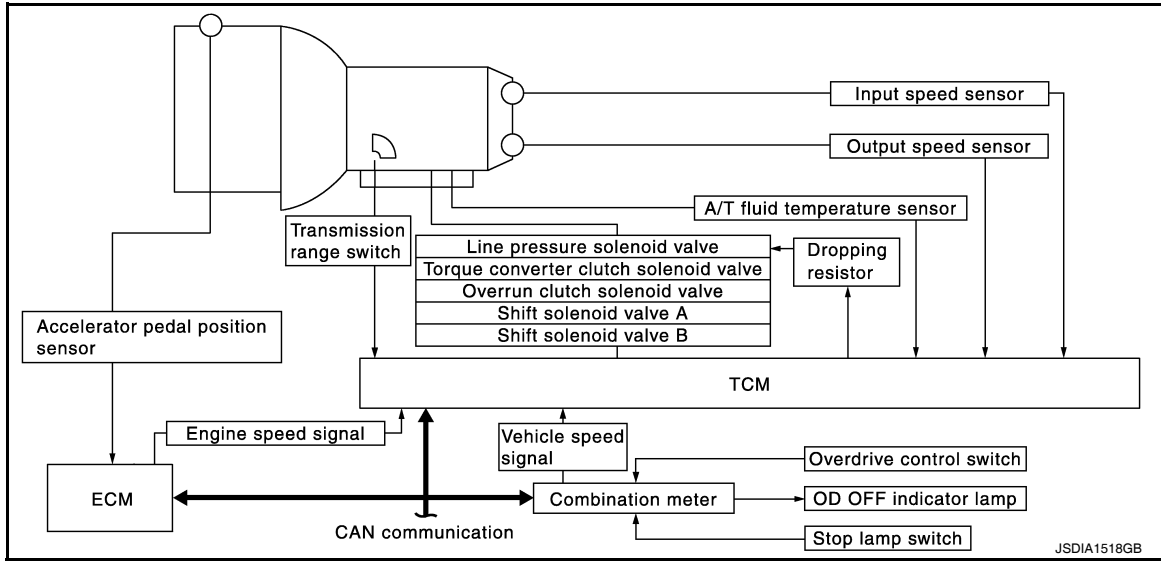 Input speed sensor
Output speed sensor
A/T fluid temperature sensor
Transmission
range switch
Line pressure solenoid valve
Torque converter clutch solenoid valve
Overrun clutch solenoid valve
Shift solenoid valve A
Shift solenoid valve B
Dropping
resistor
Accelerator pedal position
sensor
TCM
Engine speed signal
Vehicle speed
signal
Overdrive control switch
ECM
Combination meter
OD OFF indicator lamp
CAN communication
Stop lamp switch
JSDIA1518GB